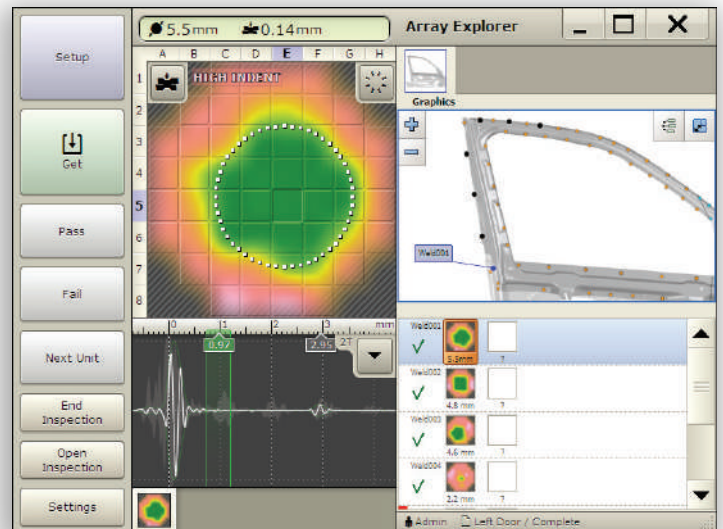 Setup
Get
Pass
Fail
Next Unit
End
Inspection
Open
Inspection
Settings
5.5mm 0.14mm
Array Explorer
A B C D E F G H
1
2
3
4
5
6
7
8
HIGH INDENT
0 1 2 3 mm
0.97 2.95 2T
Graphics
Weld001
Weld001
5.5mm ?
Weld002
4.8 mm ?
Weld003
4.6 mm ?
Weld004
2.2 mm ?
Admin Left Door / Complete